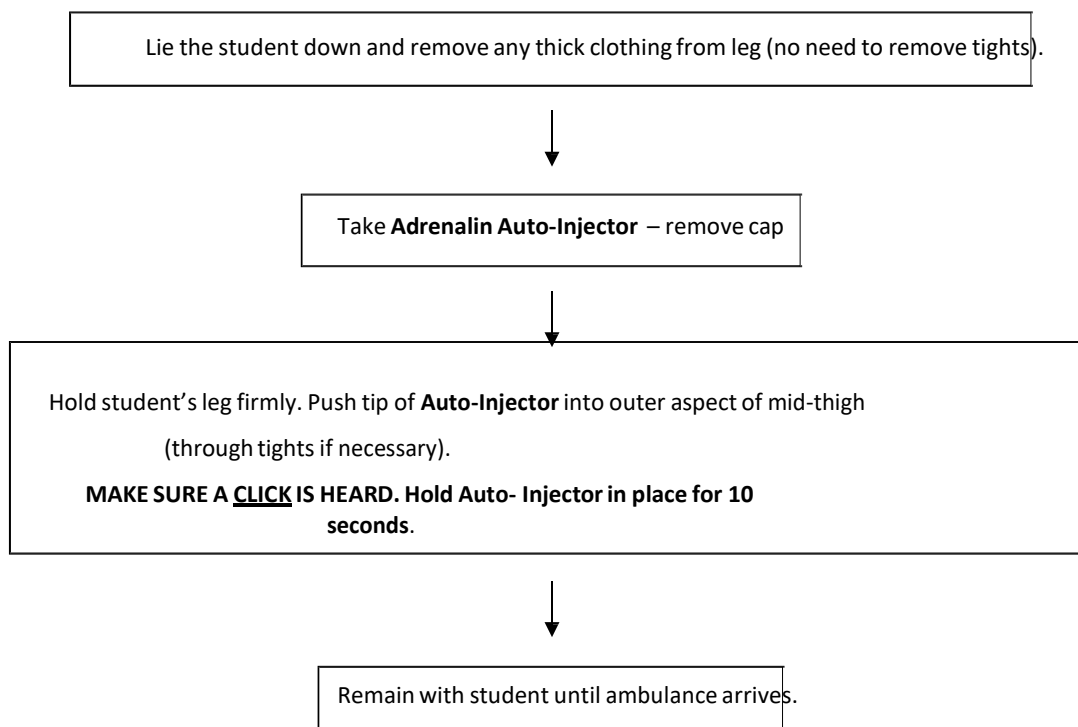 Lie the student down and remove any thick clothing from leg (no need to remove tights).
Take Adrenalin Auto-Injector – remove cap
Hold student’s leg firmly. Push tip of Auto-Injector into outer aspect of mid-thigh
(through tights if necessary).
MAKE SURE A CLICK IS HEARD. Hold Auto- Injector in place for 10
seconds.
Remain with student until ambulance arrives.